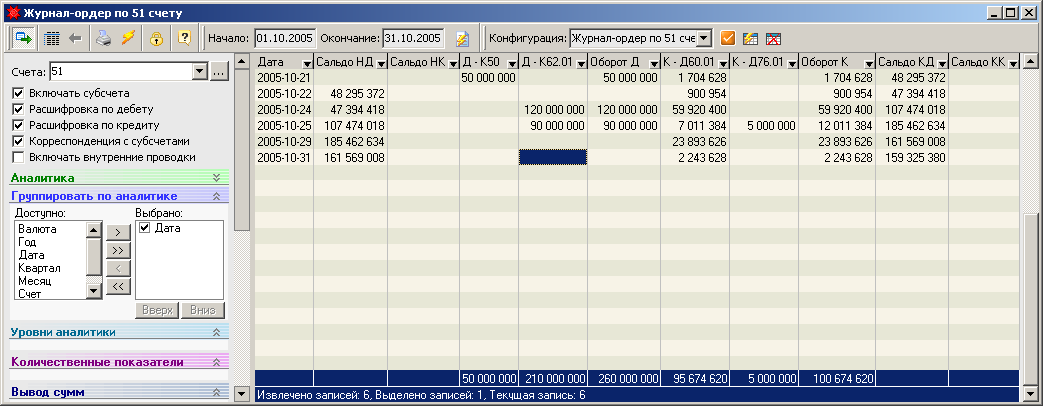 Журнал-ордер по 51 счету
Начало: 01.10.2005 Окончание: 31.10.2005 Конфигурация: Журнал-ордер по 51 сче
Счета: 51 ...
Включать субсчета
Расшифровка по дебету
Расшифровка по кредиту
Корреспонденция с субсчетами
Включать внутренние проводки
Аналитика
Группировать по аналитике
Доступно: Выбрано:
Валюта
Год
Дата
Квартал
Месяц
Счет
>
>>
<
<<
Дата
Вверх Вниз
Уровни аналитики
Количественные показатели
Вывод сумм
Дата Сальдо НД Сальдо НК Д - К50 Д - К62.01 Оборот Д К - Д60.01 К - Д76.01 Оборот К Сальдо КД Сальдо КК
2005-10-21 50 000 000 50 000 000 1 704 628 1 704 628 48 295 372
2005-10-22 48 295 372 900 954 900 954 47 394 418
2005-10-24 47 394 418 120 000 000 120 000 000 59 920 400 59 920 400 107 474 018
2005-10-25 107 474 018 90 000 000 90 000 000 7 011 384 5 000 000 12 011 384 185 462 634
2005-10-29 185 462 634 23 893 626 23 893 626 161 569 008
2005-10-31 161 569 008 2 243 628 2 243 628 159 325 380
50 000 000 210 000 000 260 000 000 95 674 620 5 000 000 100 674 620
Извлечено записей: 6, Выделено записей: 1, Текущая запись: 6